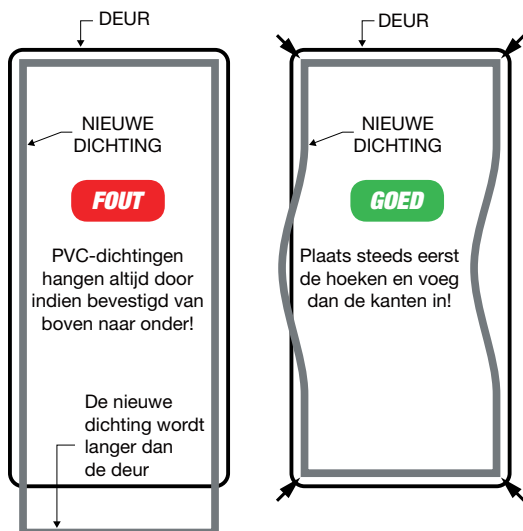 DEUR
NIEUWE
DICHTING
FOUT
PVC-dichtingen
hangen altijd door
indien bevestigd van
boven naar onder!
De nieuwe
dichting wordt
langer dan
de deur
DEUR
NIEUWE
DICHTING
GOED
Plaats steeds eerst
de hoeken en voeg
dan de kanten in!